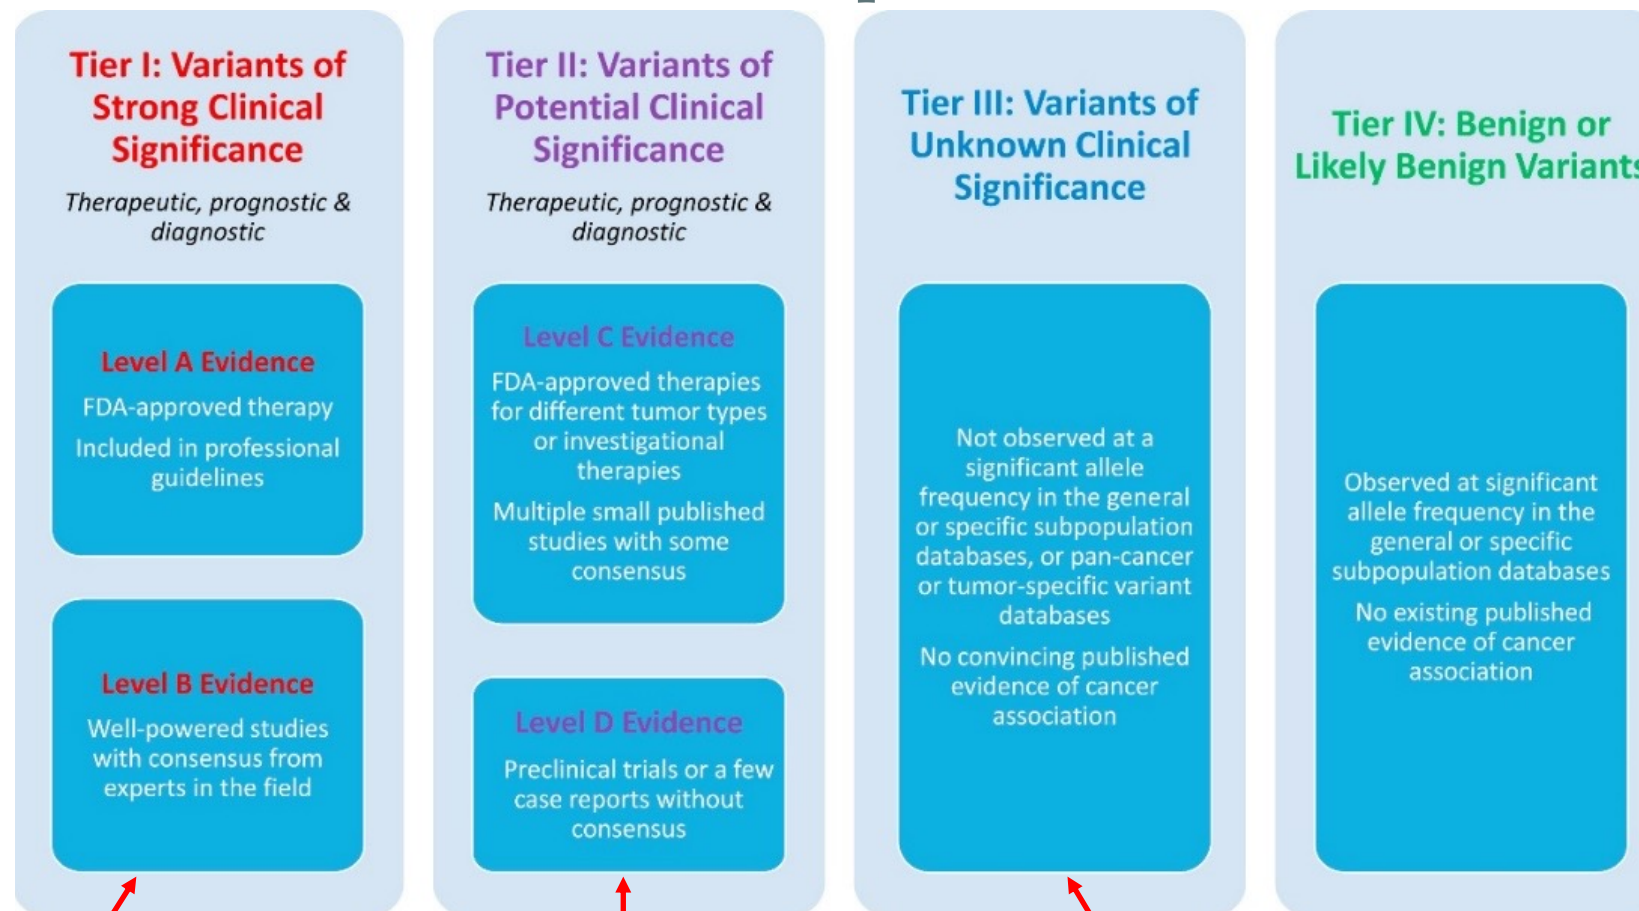 Tier I: Variants of
Strong Clinical
Significance
Therapeutic, prognostic &
diagnostic
Level A Evidence
FDA-approved therapy
Included in professional
guidelines
Level B Evidence
Well-powered studies
with consensus from
experts in the field
Tier II: Variants of
Potential Clinical
Significance
Therapeutic, prognostic &
diagnostic
Level C Evidence
FDA-approved therapies
for different tumor types
or investigational
therapies
Multiple small published
studies with some
consensus
Level D Evidence
Preclinical trials or a few
case reports without
consensus
Tier III: Variants of
Unknown Clinical
Significance
Not observed at a
significant allele
frequency in the general
or specific subpopulation
databases, or pan-cancer
or tumor-specific variant
databases
No convincing published
evidence of cancer
association
Tier IV: Benign or
Likely Benign Variants
Observed at significant
allele frequency in the
general or specific
subpopulation databases
No existing published
evidence of cancer
association